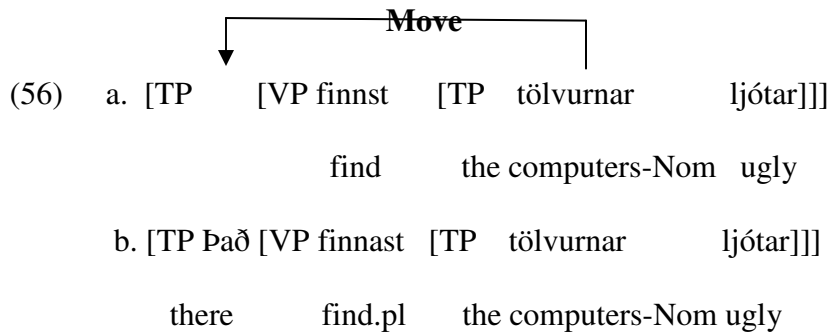 Move
(56) a. [TP [VP finnst [TP tölvurnar ljótar]]]
find the computers-Nom ugly
b. [TP Það [VP finnast [TP tölvurnar ljótar]]]
there find.pl the computers-Nom ugly